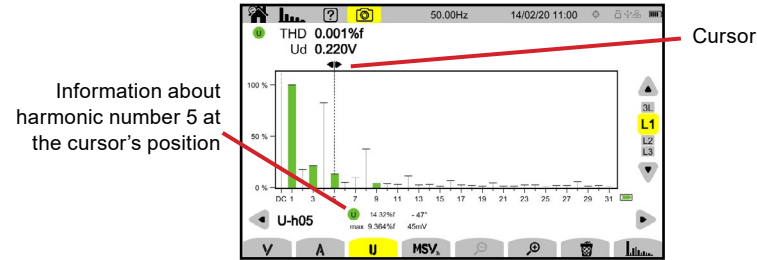 ? 50.00Hz 14/02/20 11:00
U THD 0.001%f
Ud 0.220V
Cursor
Information about
harmonic number 5 at
the cursor's position
100 %
50 %
0 %
DC 1 3 5 7 9 11 13 15 17 19 21 23 25 27 29 31
3L
L1
L2
L3
U-h05
U 14.32%f - 47°
max 9.364%f 45mV
V A U MSV